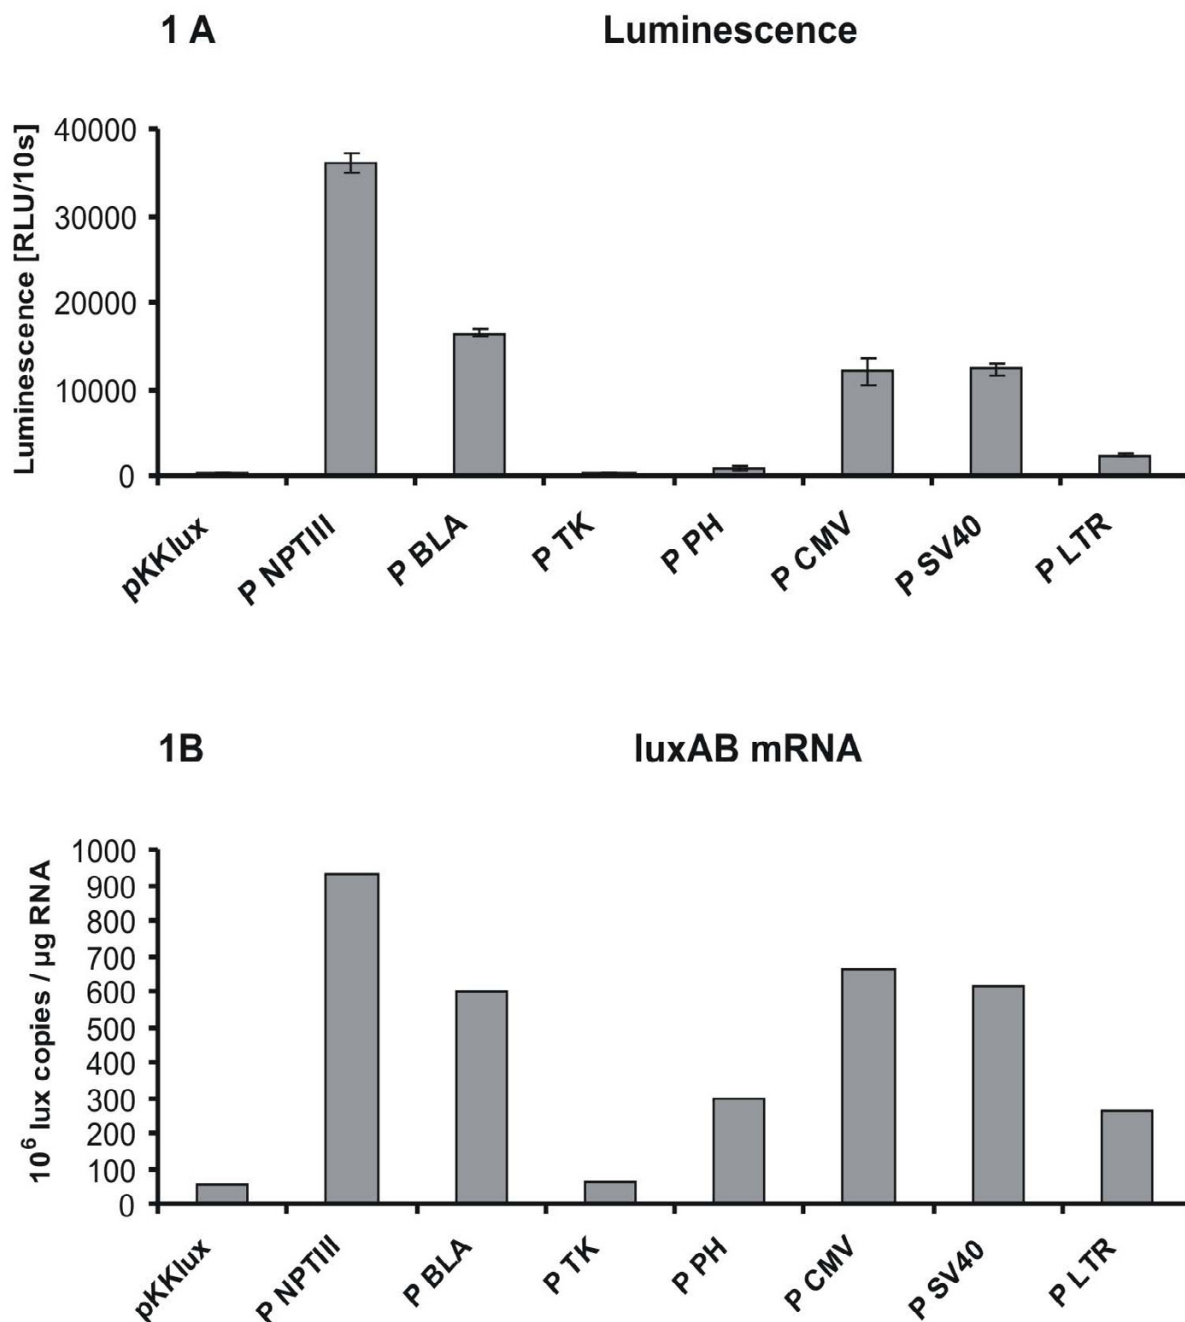 1 A
Luminescence
Luminescence [RLU/10s]
40000
30000
20000
10000
0
pKKlux
P NPTIII
P BLA
P TK
P PH
P CMV
P SV40
P LTR
1B
luxAB mRNA
10⁶ lux copies / µg RNA
1000
900
800
700
600
500
400
300
200
100
0
pKKlux
P NPTIII
P BLA
P TK
P PH
P CMV
P SV40
P LTR